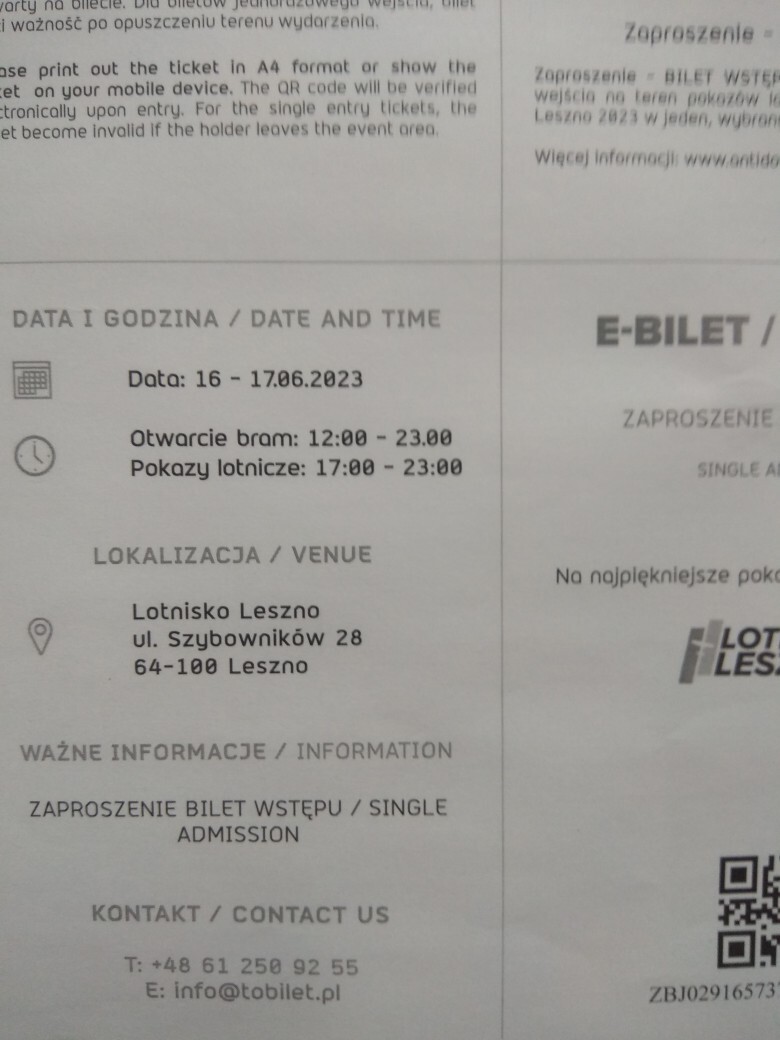 warty na bilecie. Dla biletów jednorazowego wejścia, bilet
i ważność po opuszczeniu terenu wydarzenia.
ase print out the ticket in A4 format or show the
ket on your mobile device. The QR code will be verified
ctronically upon entry. For the single entry tickets, the
et become invalid if the holder leaves the event area.
Zaproszenie =
Zaproszenie = BILET WSTĘP
wejścia na teren pokazów lo
Leszno 2023 w jeden, wybran
Więcej informacji: www.antido
DATA I GODZINA / DATE AND TIME
Data: 16 - 17.06.2023
Otwarcie bram: 12:00 - 23.00
Pokazy lotnicze: 17:00 - 23:00
LOKALIZACJA / VENUE
Lotnisko Leszno
ul. Szybowników 28
64-100 Leszno
WAŻNE INFORMACJE / INFORMATION
ZAPROSZENIE BILET WSTĘPU / SINGLE
ADMISSION
KONTAKT / CONTACT US
T: +48 61 250 92 55
E: info@tobilet.pl
E-BILET /
ZAPROSZENIE
SINGLE A
Na najpiękniejsze poka
LOT
LESZ
ZBJ029165737